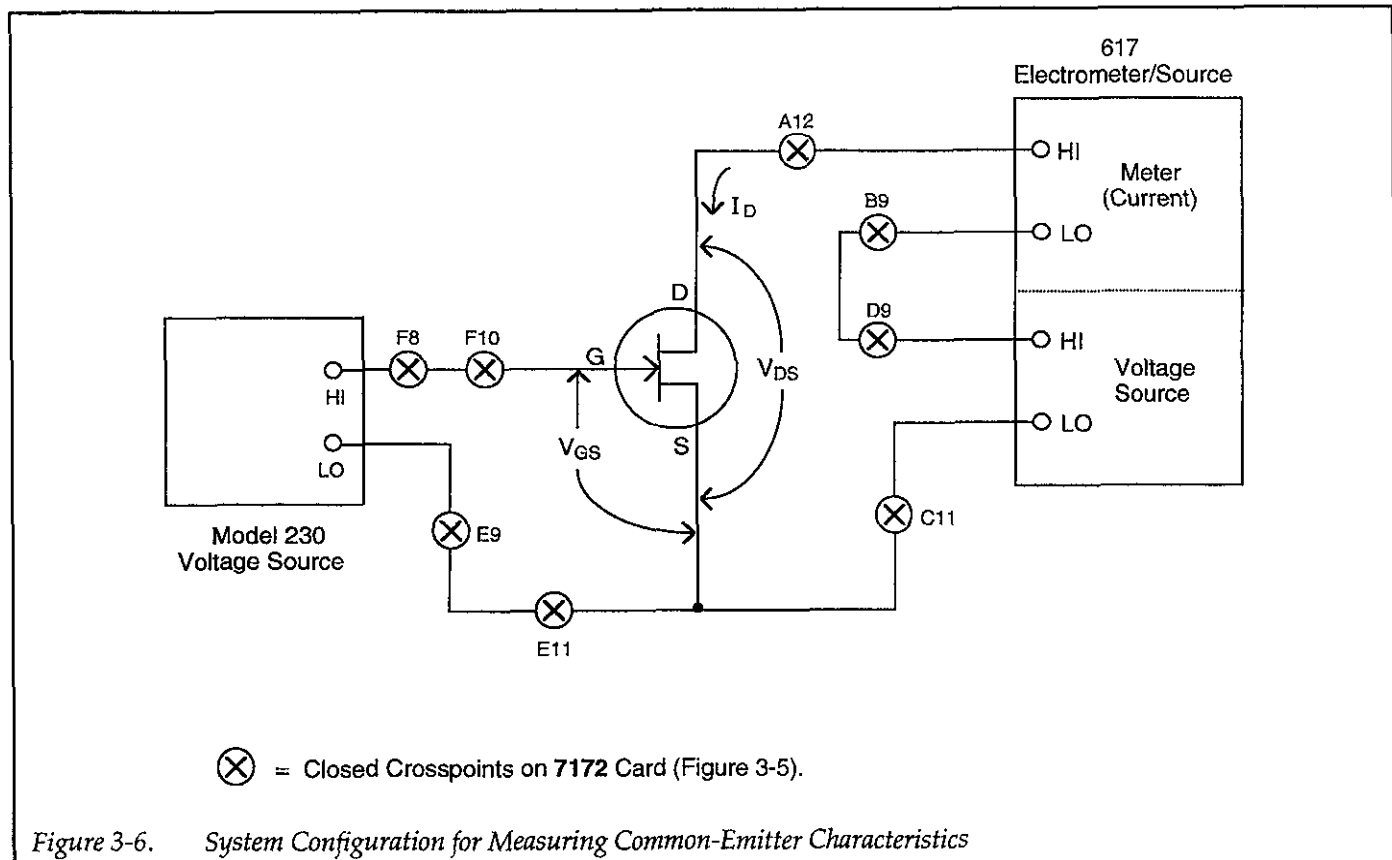 617
Electrometer/Source
A12
HI
Meter
(Current)
I_D
B9
LO
D
D9
F8
F10
G
HI
V_DS
Voltage
Source
HI
LO
V_GS
S
LO
E9
C11
Model 230
Voltage Source
E11
= Closed Crosspoints on 7172 Card (Figure 3-5).
Figure 3-6. System Configuration for Measuring Common-Emitter Characteristics